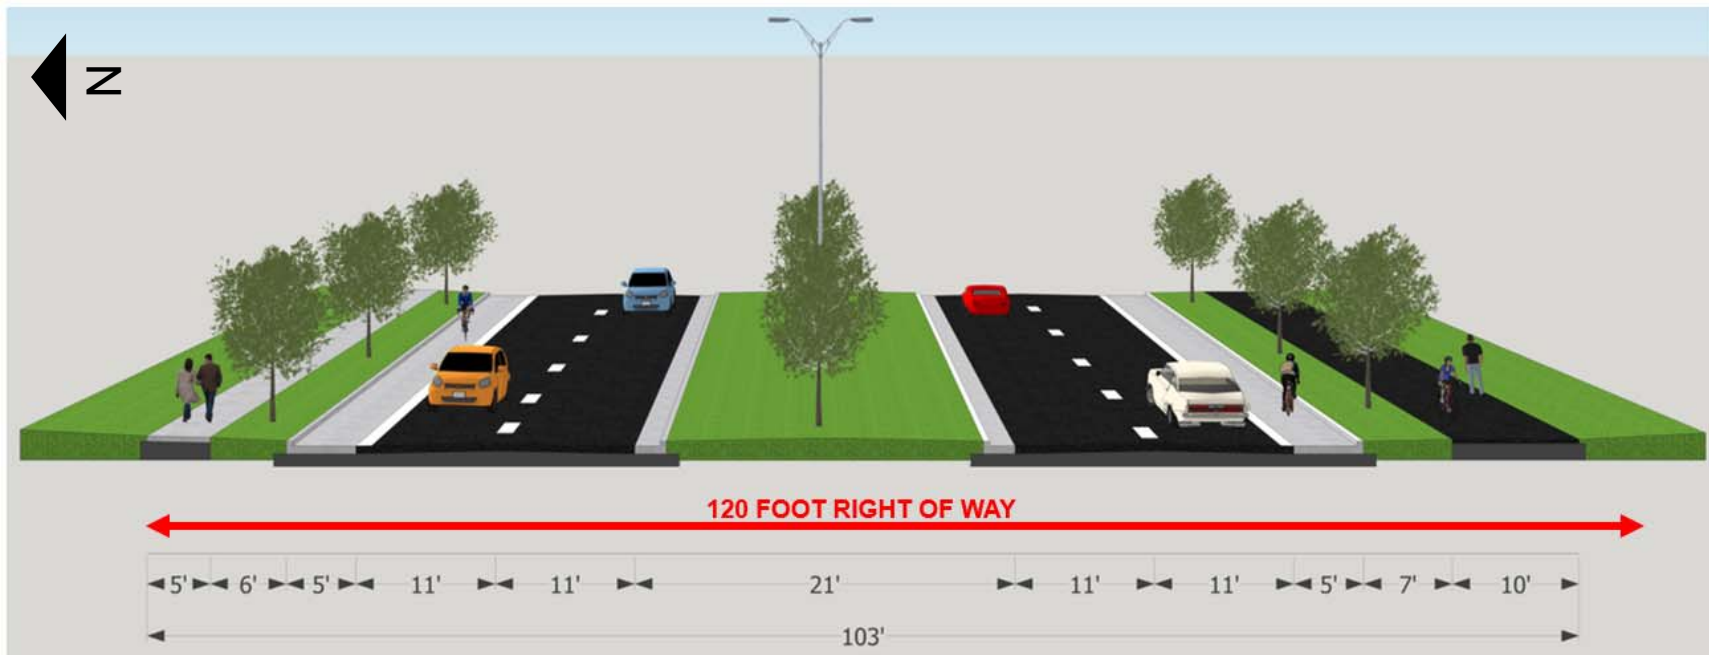 N
120 FOOT RIGHT OF WAY
5' 6' 5' 11' 11' 21' 11' 11' 5' 7' 10'
103'